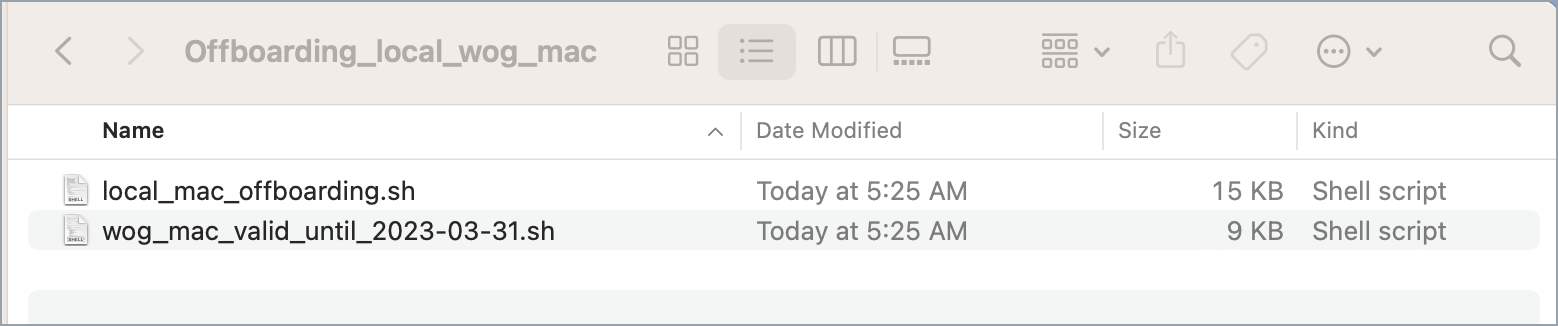 Offboarding_local_wog_mac
Name Date Modified Size Kind
local_mac_offboarding.sh Today at 5:25 AM 15 KB Shell script
wog_mac_valid_until_2023-03-31.sh Today at 5:25 AM 9 KB Shell script